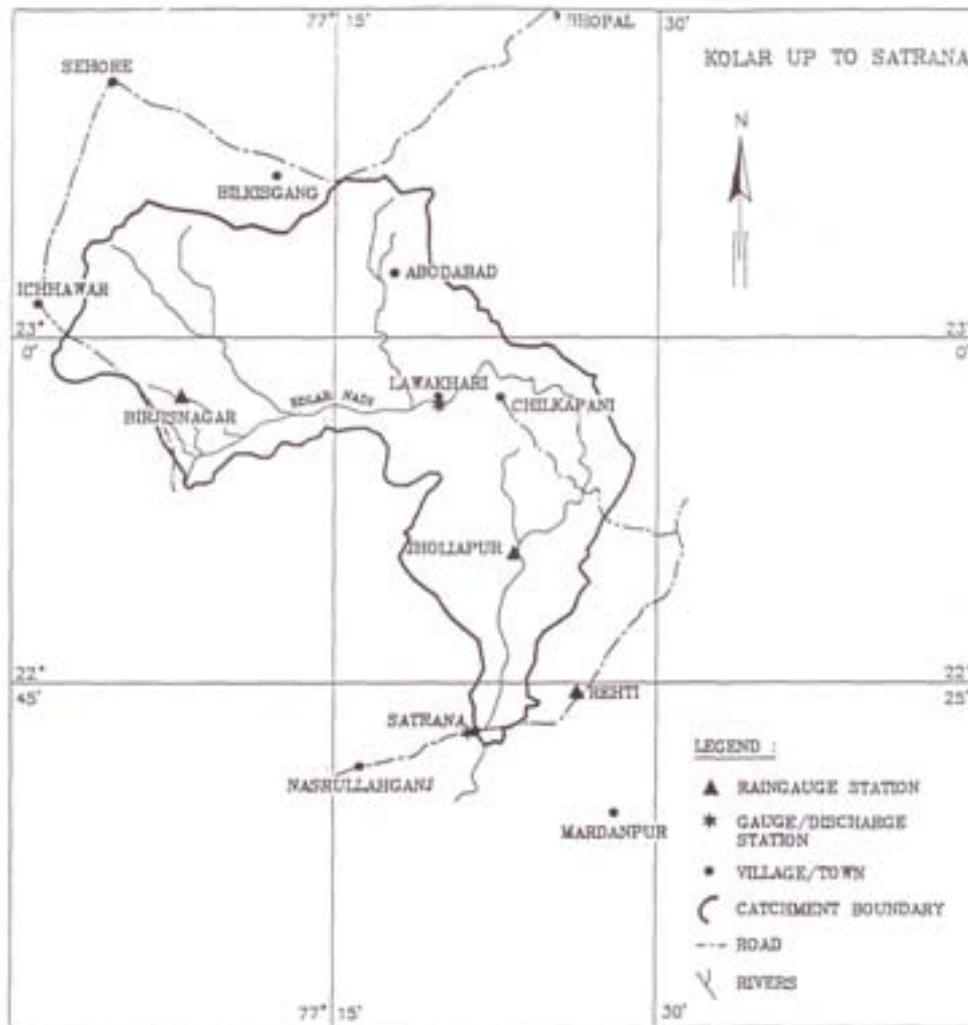 77° 15'
BHOPAL
30'
KOLAR UP TO SATRANA
SEHORE
N
BILKISGANG
ABODABAD
ICHHAWAR
23°
0'
23°
0'
LAWAKHARI
KOLAR NADI
CHILKAPANI
BIRJISNAGAR
JHOLIAPUR
22°
45'
22°
25'
REHTI
SATRANA
NASRULLAHGANJ
MARDANPUR
LEGEND :
RAINGAUGE STATION
GAUGE/DISCHARGE
STATION
VILLAGE/TOWN
CATCHMENT BOUNDARY
ROAD
RIVERS
77° 15'
30'